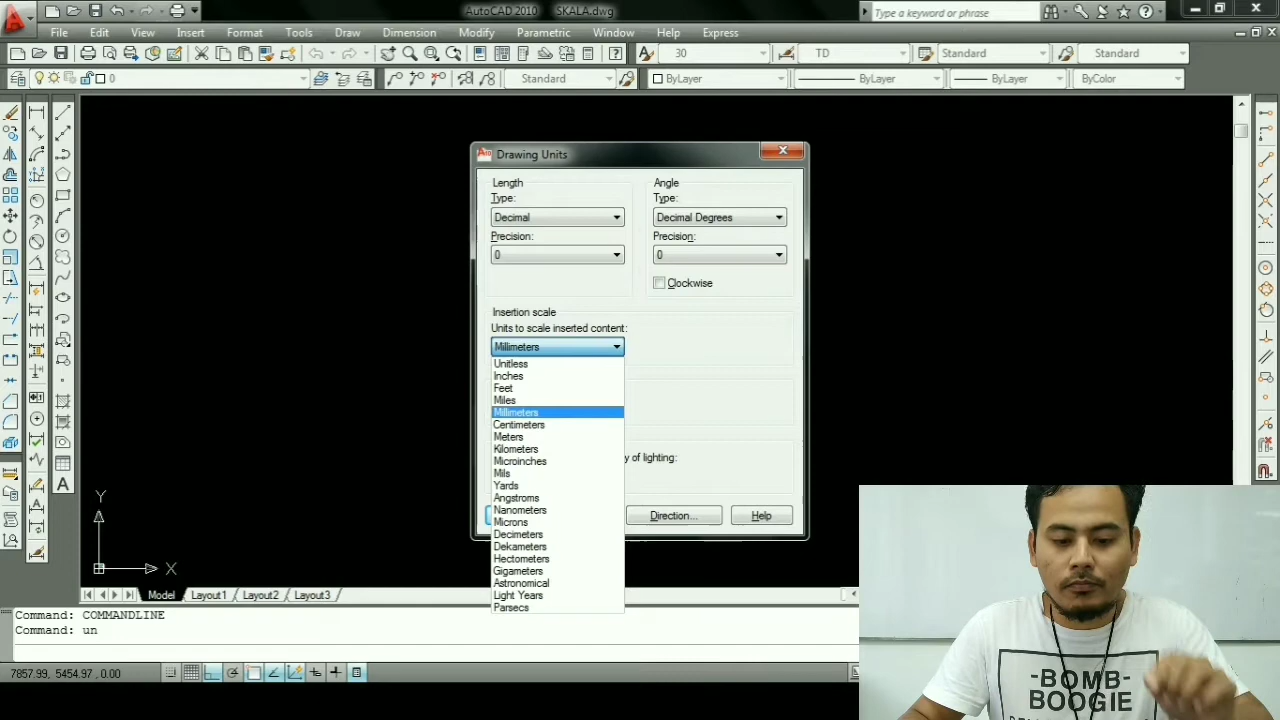 AutoCAD 2010 SKALA.dwg
Type a keyword or phrase
File Edit View Insert Format Tools Draw Dimension Modify Parametric Window Help Express
30 TD Standard Standard
0 Standard ByLayer ByLayer ByLayer ByColor
Drawing Units
Length
Type:
Decimal
Precision:
0
Angle
Type:
Decimal Degrees
Precision:
0
Clockwise
Insertion scale
Units to scale inserted content:
Millimeters
Unitless
Inches
Feet
Miles
Millimeters
Centimeters
Meters
Kilometers
Microinches
Mils
Yards
Angstroms
Nanometers
Microns
Decimeters
Dekameters
Hectometers
Gigameters
Astronomical
Light Years
Parsecs
y of lighting:
Direction... Help
Y
X
Model Layout1 Layout2 Layout3
Command: COMMANDLINE
Command: un
7857.99, 5454.97, 0.00
-BOMB-
BOOGIE